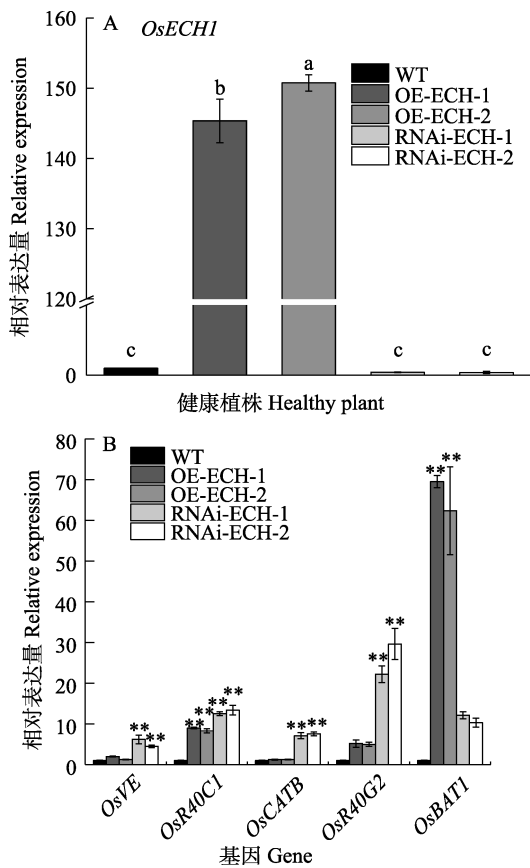 A OsECH1
160
150
140
130
120
0
相对表达量 Relative expression
b
a
c
c
c
WT
OE-ECH-1
OE-ECH-2
RNAi-ECH-1
RNAi-ECH-2
健康植株 Healthy plant
B
80
70
60
50
40
30
20
10
0
相对表达量 Relative expression
WT
OE-ECH-1
OE-ECH-2
RNAi-ECH-1
RNAi-ECH-2
** **
** ** ** **
** **
** **
** **
OsVE
OsR40C1
OsCATB
OsR40G2
OsBAT1
基因 Gene